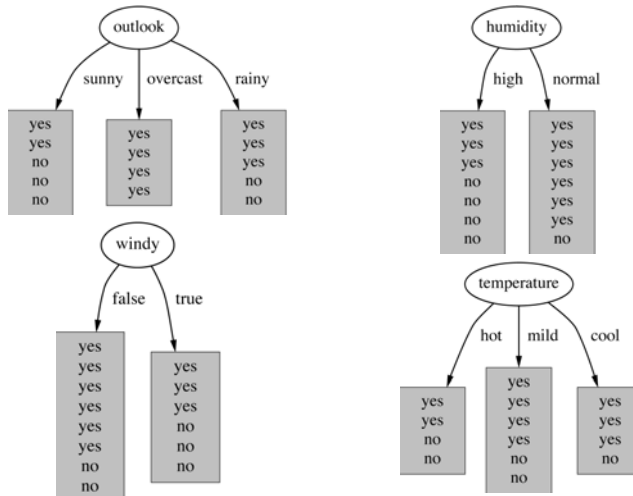 outlook
sunny overcast rainy
yes
yes
no
no
no
yes
yes
yes
yes
yes
yes
yes
no
no
humidity
high normal
yes
yes
yes
no
no
no
no
yes
yes
yes
yes
yes
yes
no
windy
false true
yes
yes
yes
yes
yes
yes
no
no
yes
yes
yes
no
no
no
temperature
hot mild cool
yes
yes
no
no
yes
yes
yes
yes
no
no
yes
yes
yes
no